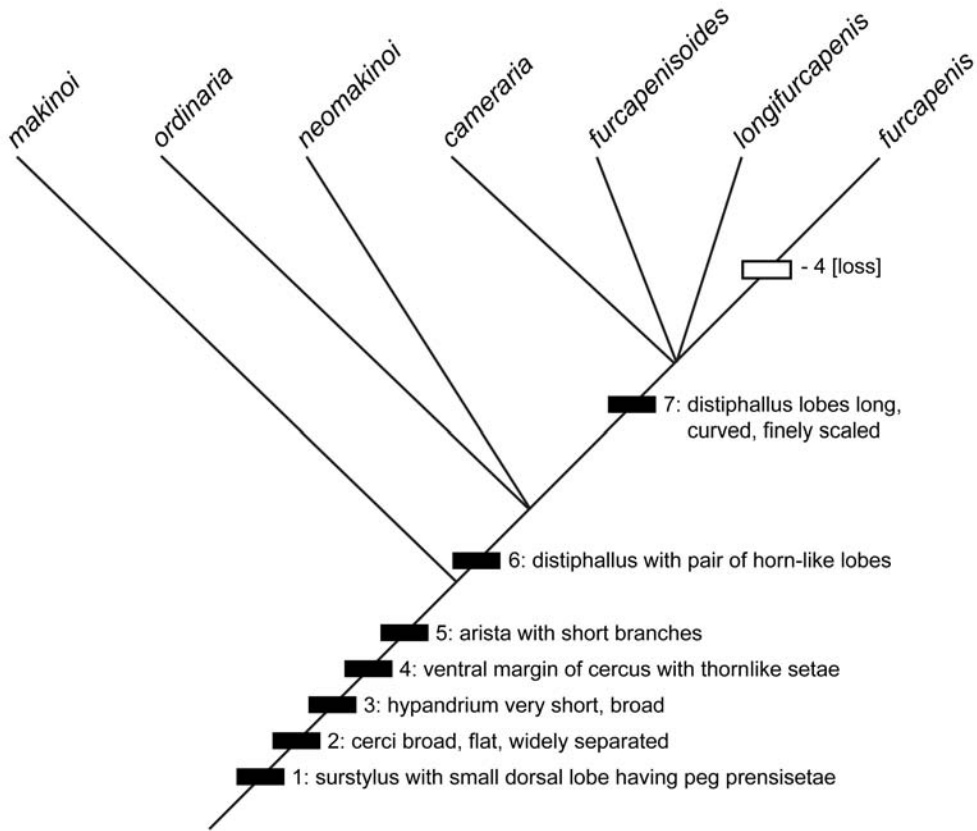 makinoi
ordinaria
neomakinoi
cameraria
furcapenisoides
longifurcapenis
furcapenis
- 4 [loss]
7: distiphallus lobes long,
curved, finely scaled
6: distiphallus with pair of horn-like lobes
5: arista with short branches
4: ventral margin of cercus with thornlike setae
3: hypandrium very short, broad
2: cerci broad, flat, widely separated
1: surstylus with small dorsal lobe having peg prensisetae